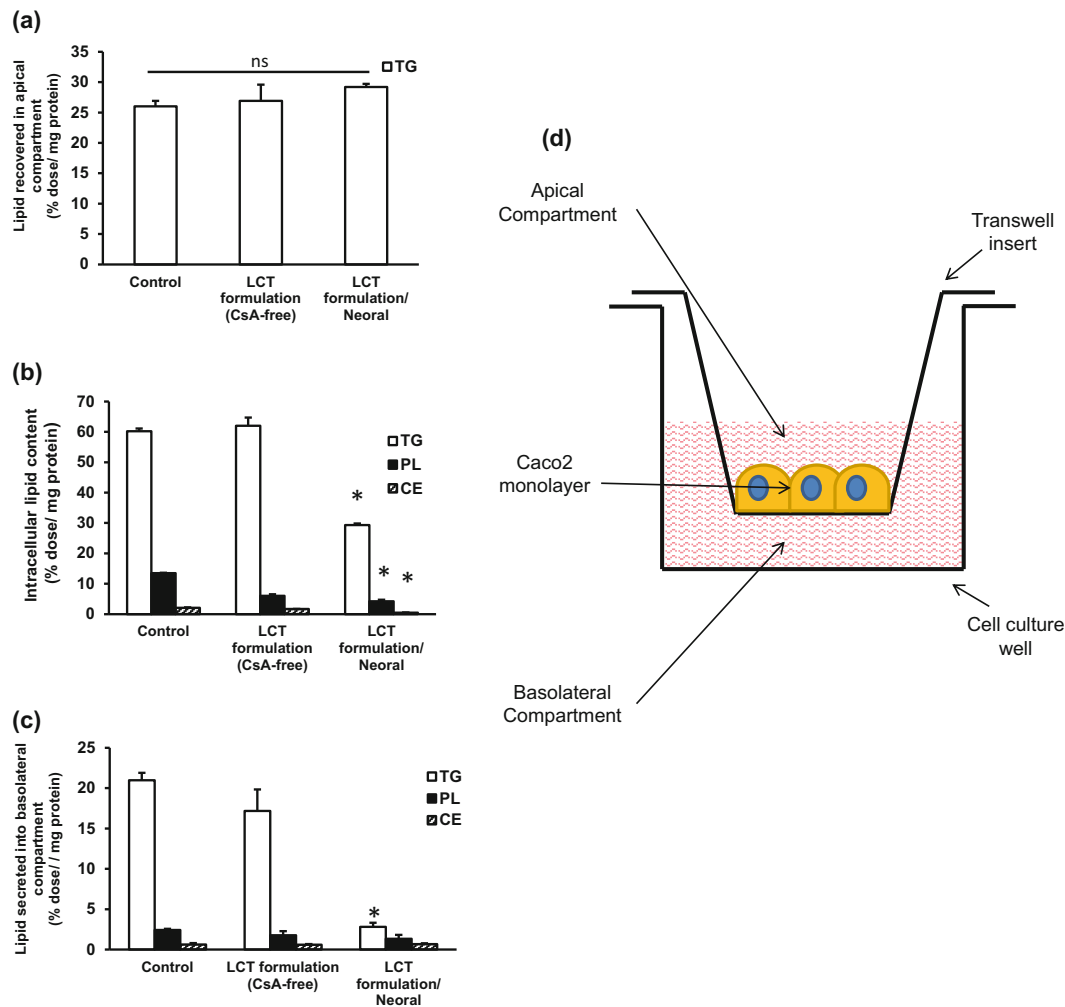 (a)
Lipid recovered in apical
compartment
(% dose/ mg protein)
35
30
25
20
15
10
5
0
ns
TG
Control
LCT
formulation
(CsA-free)
LCT
formulation/
Neoral
(b)
Intracellular lipid content
(% dose/ mg protein)
70
60
50
40
30
20
10
0
TG
PL
CE
*
*
*
Control
LCT
formulation
(CsA-free)
LCT
formulation/
Neoral
(c)
Lipid secreted into basolateral
compartment
(% dose/ / mg protein)
25
20
15
10
5
0
TG
PL
CE
*
Control
LCT formulation
(CsA-free)
LCT
formulation/
Neoral
(d)
Apical
Compartment
Transwell
insert
Caco2
monolayer
Cell culture
well
Basolateral
Compartment